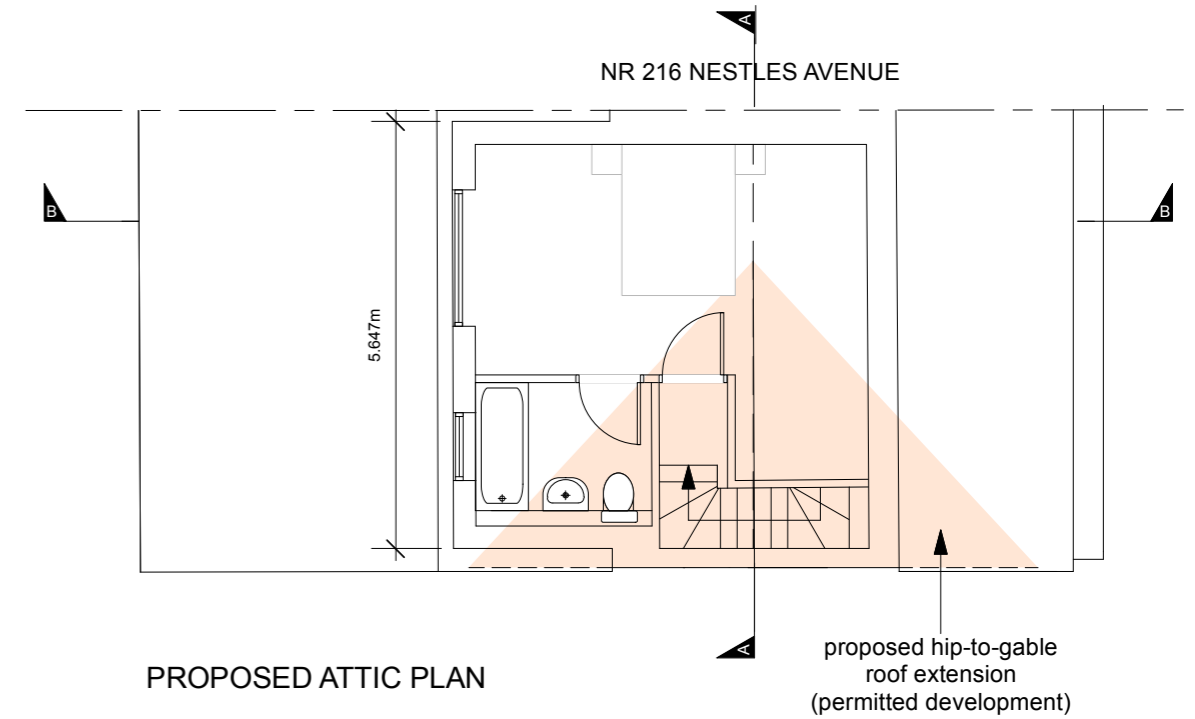 A
NR 216 NESTLES AVENUE
B
B
5.647m
A
proposed hip-to-gable
roof extension
(permitted development)
PROPOSED ATTIC PLAN